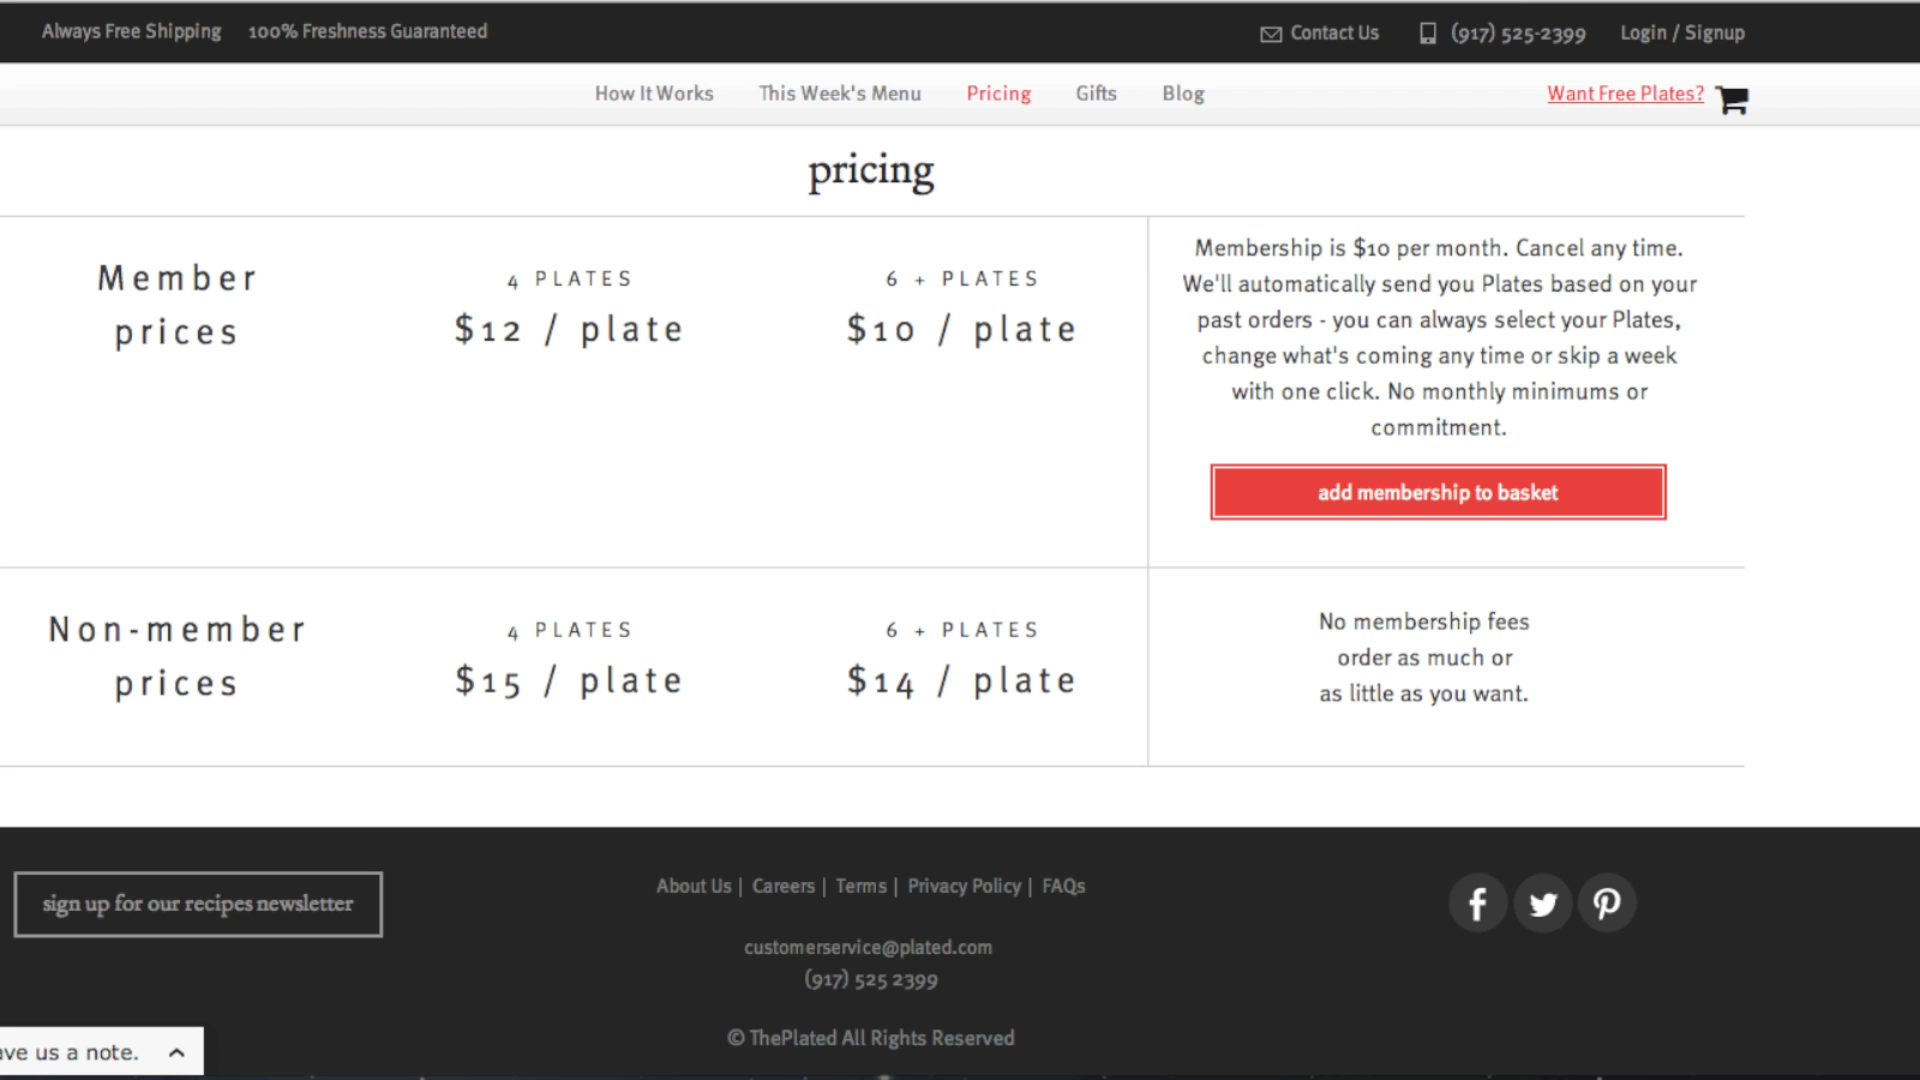 Always Free Shipping 100% Freshness Guaranteed
Contact Us (917) 525-2399 Login / Signup
How It Works This Week's Menu Pricing Gifts Blog
Want Free Plates?
pricing
Member
prices
4 PLATES
$12 / plate
6 + PLATES
$10 / plate
Membership is $10 per month. Cancel any time.
We'll automatically send you Plates based on your
past orders - you can always select your Plates,
change what's coming any time or skip a week
with one click. No monthly minimums or
commitment.
add membership to basket
Non-member
prices
4 PLATES
$15 / plate
6 + PLATES
$14 / plate
No membership fees
order as much or
as little as you want.
sign up for our recipes newsletter
About Us | Careers | Terms | Privacy Policy | FAQs
customerservice@plated.com
(917) 525 2399
© ThePlated All Rights Reserved
ave us a note.